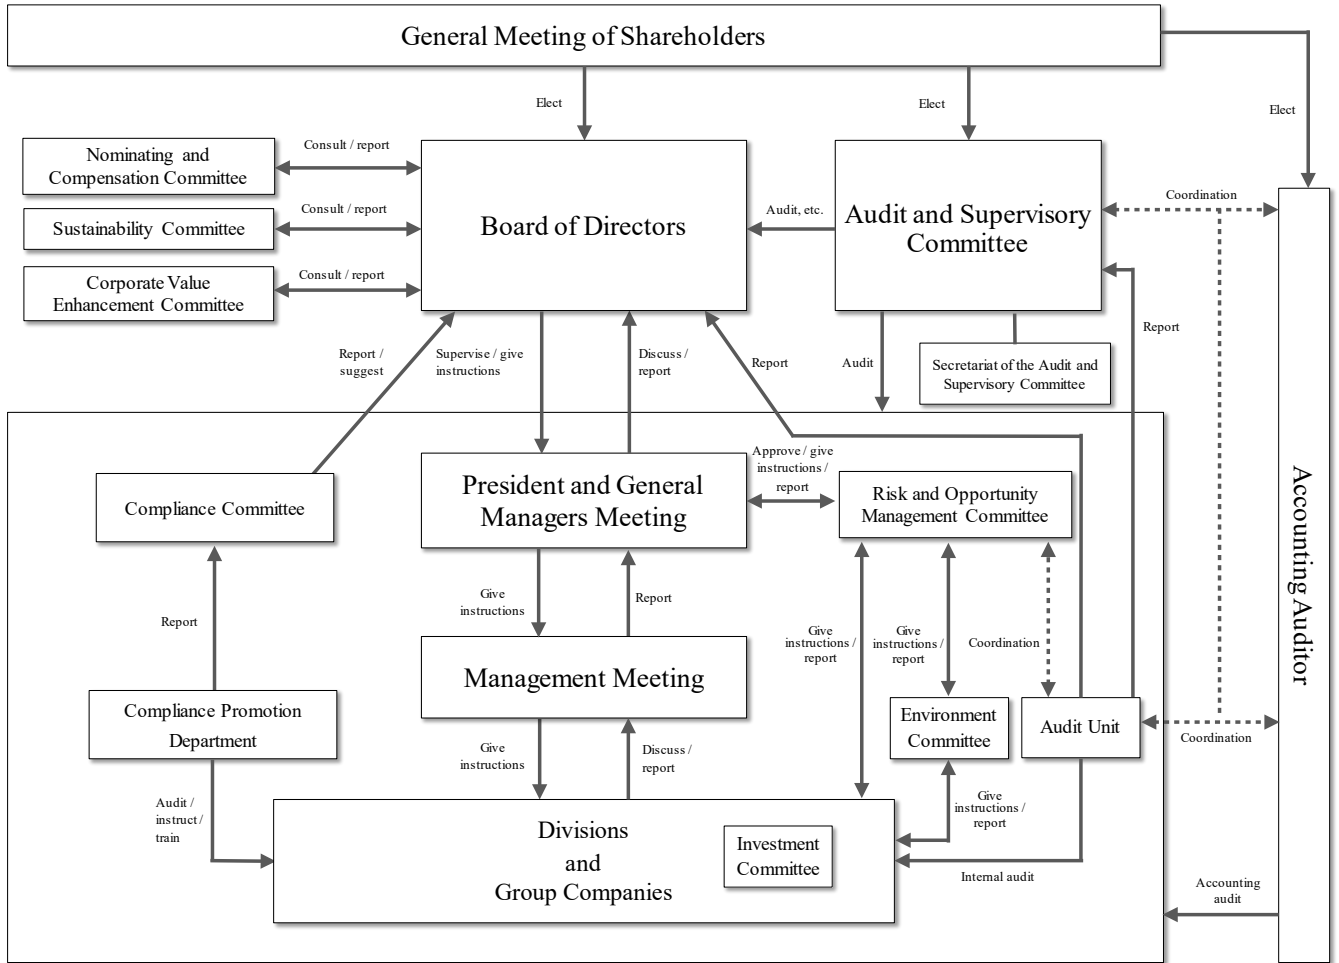 General Meeting of Shareholders
Elect
Elect
Elect
Nominating and
Compensation Committee
Consult / report
Sustainability Committee
Consult / report
Corporate Value
Enhancement Committee
Consult / report
Board of Directors
Audit, etc.
Audit and Supervisory
Committee
Coordination
Report
Report /
suggest
Supervise / give
instructions
Discuss /
report
Report
Audit
Secretariat of the Audit and
Supervisory Committee
Accounting Auditor
Compliance Committee
President and General
Managers Meeting
Approve / give
instructions /
report
Risk and Opportunity
Management Committee
Report
Give
instructions
Report
Give
instructions /
report
Give
instructions /
report
Coordination
Compliance Promotion
Department
Management Meeting
Environment
Committee
Audit Unit
Coordination
Audit /
instruct /
train
Give
instructions
Discuss /
report
Give
instructions /
report
Divisions
and
Group Companies
Investment
Committee
Internal audit
Accounting
audit